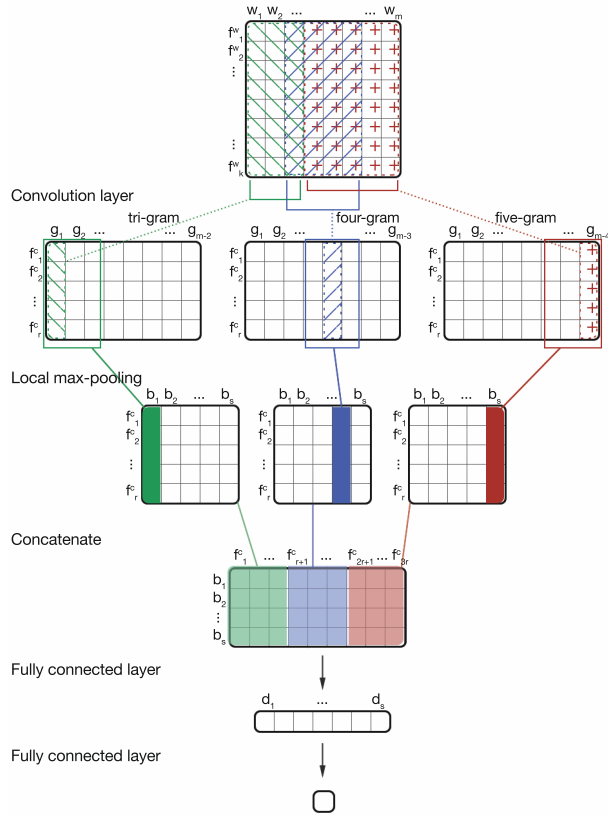 w1 w2 ... ... wm
fw1
fw2
...
...
fwk
Convolution layer
tri-gram four-gram five-gram
g1 g2 ... ... gm-2 g1 g2 ... ... gm-3 g1 g2 ... ... gm-4
fc1 fc1 fc1
fc2 fc2 fc2
... ... ...
fcr fcr fcr
Local max-pooling
b1 b2 ... bs b1 b2 ... bs b1 b2 ... bs
fc1 fc1 fc1
fc2 fc2 fc2
... ... ...
fcr fcr fcr
Concatenate
fc1 ... fcr+1 ... fc2r+1 ... fc3r
b1
b2
...
bs
Fully connected layer
d1 ... ds
Fully connected layer